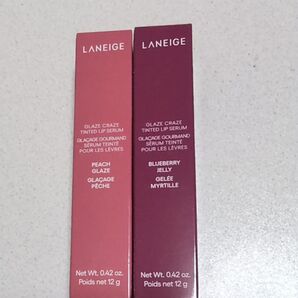 LANEIGE
GLAZE CRAZE
TINTED LIP SERUM
GLAÇAGE GOURMAND
SÉRUM TEINTÉ
POUR LES LÈVRES
PEACH
GLAZE
GLAÇAGE
PÊCHE
Net Wt. 0.42 oz.
Poids net 12 g
LANEIGE
GLAZE CRAZE
TINTED LIP SERUM
GLAÇAGE GOURMAND
SÉRUM TEINTÉ
POUR LES LÈVRES
BLUEBERRY
JELLY
GELÉE
MYRTILLE
Net Wt. 0.42 oz.
Poids net 12 g